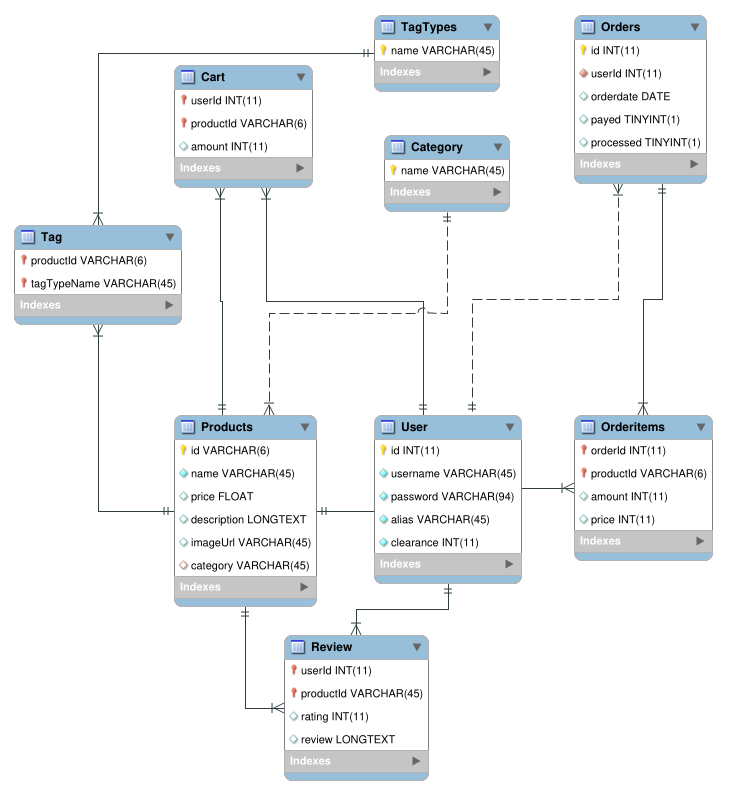 TagTypes
name VARCHAR(45)
Indexes
Orders
id INT(11)
userId INT(11)
orderdate DATE
payed TINYINT(1)
processed TINYINT(1)
Indexes
Cart
userId INT(11)
productId VARCHAR(6)
amount INT(11)
Indexes
Category
name VARCHAR(45)
Indexes
Tag
productId VARCHAR(6)
tagTypeName VARCHAR(45)
Indexes
Products
id VARCHAR(6)
name VARCHAR(45)
price FLOAT
description LONGTEXT
imageUrl VARCHAR(45)
category VARCHAR(45)
Indexes
User
id INT(11)
username VARCHAR(45)
password VARCHAR(94)
alias VARCHAR(45)
clearance INT(11)
Indexes
Orderitems
orderId INT(11)
productId VARCHAR(6)
amount INT(11)
price INT(11)
Indexes
Review
userId INT(11)
productId VARCHAR(45)
rating INT(11)
review LONGTEXT
Indexes